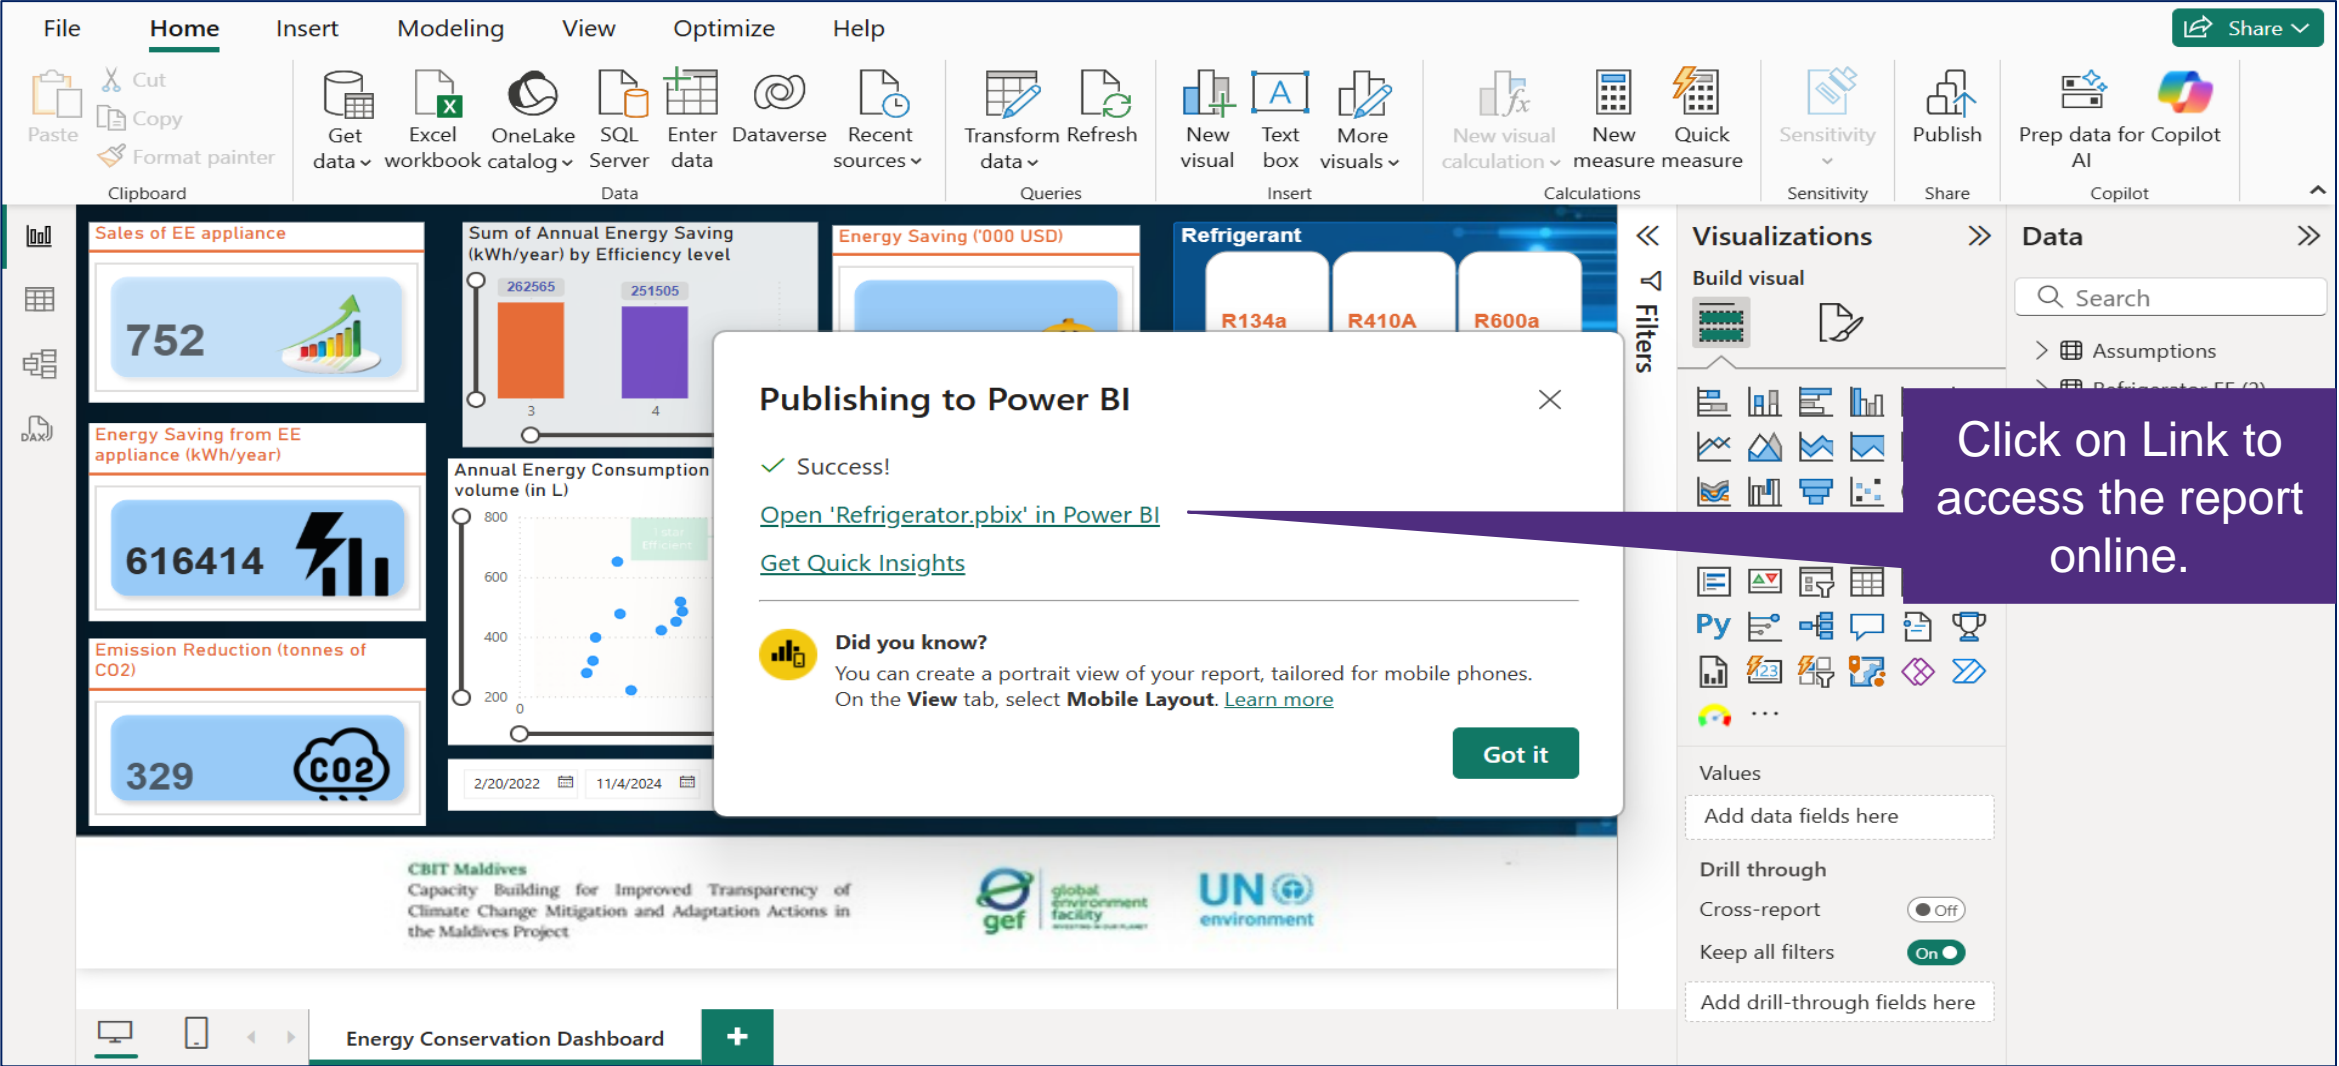 File Home Insert Modeling View Optimize Help Share
Cut
Copy
Format painter
Paste
Clipboard
Get data
Excel workbook
OneLake catalog
SQL Server
Enter data
Dataverse
Recent sources
Data
Transform data
Refresh
Queries
New visual
Text box
More visuals
Insert
New visual calculation
New measure
Quick measure
Calculations
Sensitivity
Sensitivity
Publish
Share
Prep data for AI
Copilot
Copilot
Sales of EE appliance
752
Energy Saving from EE
appliance (kWh/year)
616414
Emission Reduction (tonnes of
CO2)
329
CO2
Sum of Annual Energy Saving
(kWh/year) by Efficiency level
262565
251505
3
4
Annual Energy Consumption
volume (in L)
800
600
400
200
0
1 star
Efficient
2/20/2022 11/4/2024
Energy Saving ('000 USD)
Refrigerant
R134a R410A R600a
Publishing to Power BI
Success!
Open 'Refrigerator.pbix' in Power BI
Get Quick Insights
Did you know?
You can create a portrait view of your report, tailored for mobile phones.
On the View tab, select Mobile Layout. Learn more
Got it
Click on Link to
access the report
online.
CBIT Maldives
Capacity Building for Improved Transparency of
Climate Change Mitigation and Adaptation Actions in
the Maldives Project
gef
global
environment
facility
INVESTING IN OUR PLANET
UN
environment
Filters
Visualizations
Build visual
Py
123
Values
Add data fields here
Drill through
Cross-report Off
Keep all filters On
Add drill-through fields here
Data
Search
Assumptions
DAX
Energy Conservation Dashboard